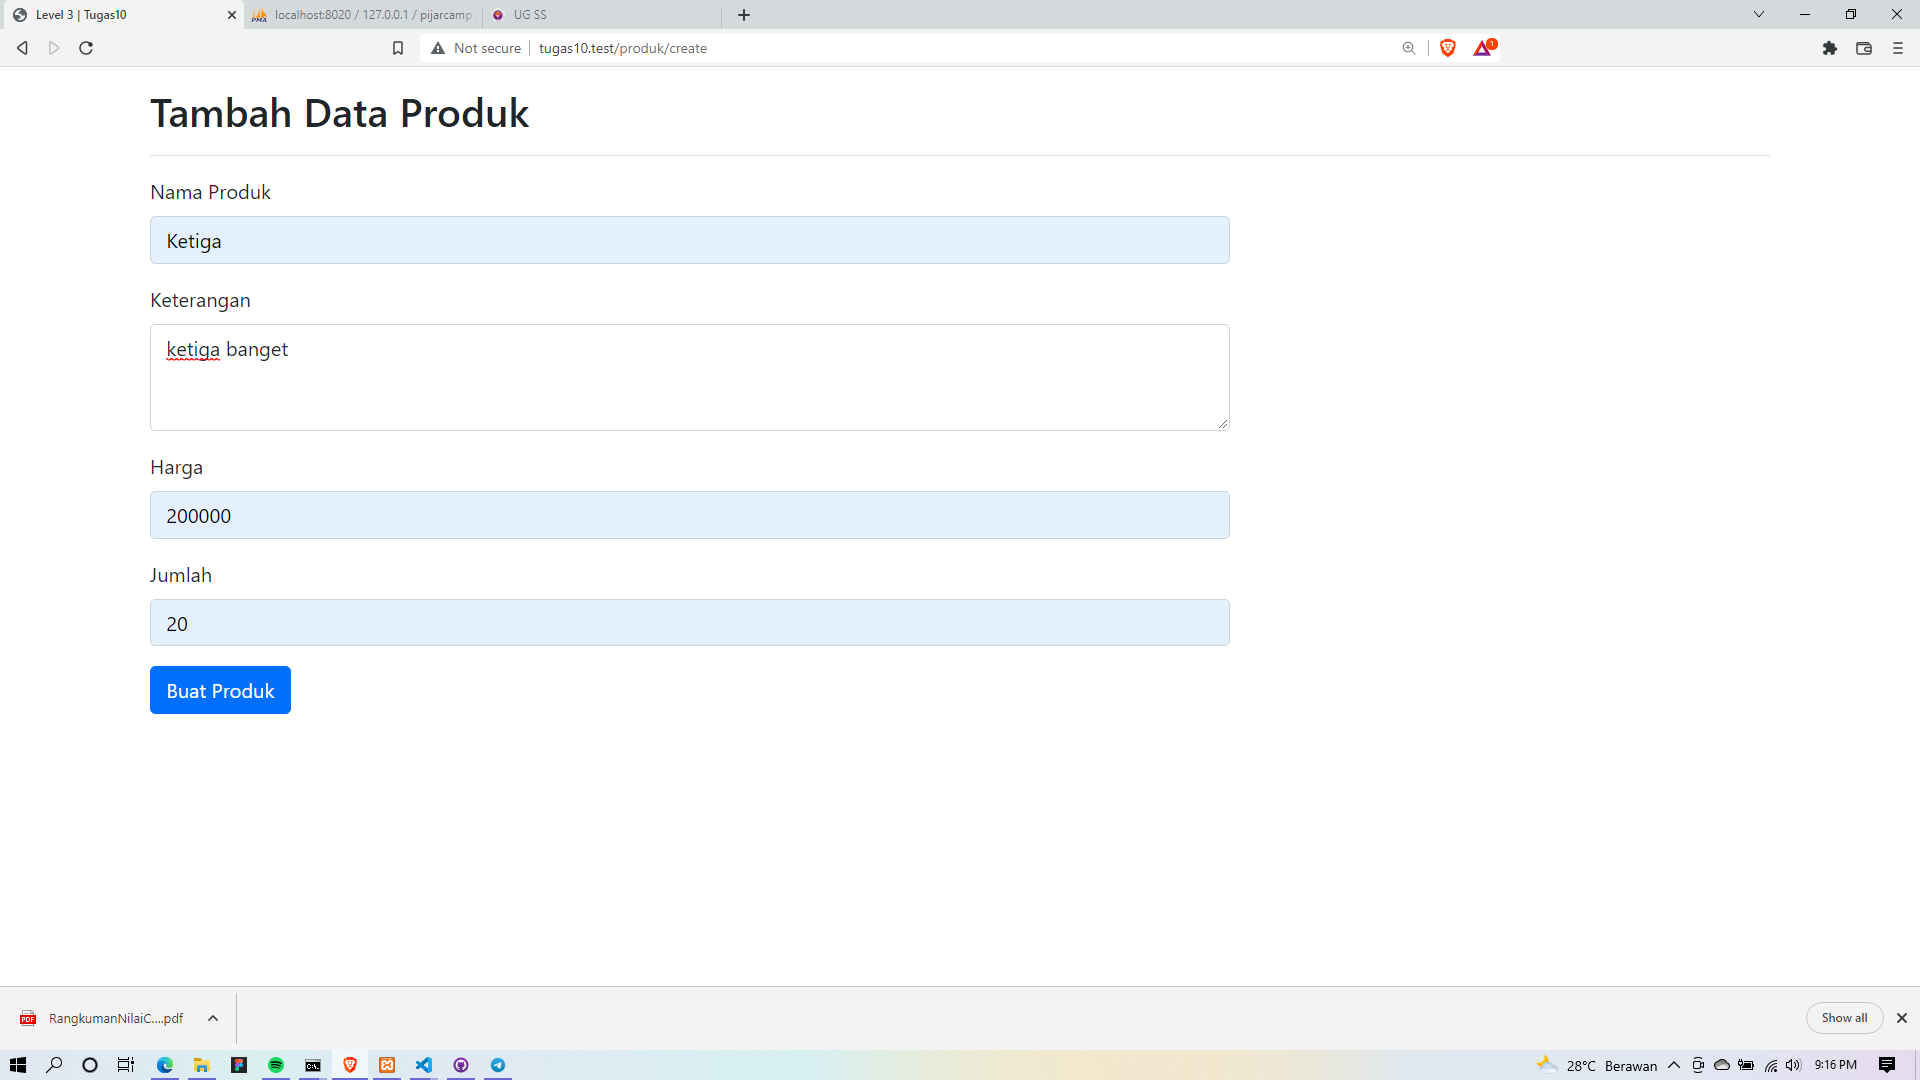 Level 3 | Tugas10
localhost:8020 / 127.0.0.1 / pijarcamp
UG SS
Not secure
tugas10.test/produk/create
1
Tambah Data Produk
Nama Produk
Ketiga
Keterangan
ketiga banget
Harga
200000
Jumlah
20
Buat Produk
PDF
RangkumanNilaiC....pdf
Show all
28°C Berawan
9:16 PM